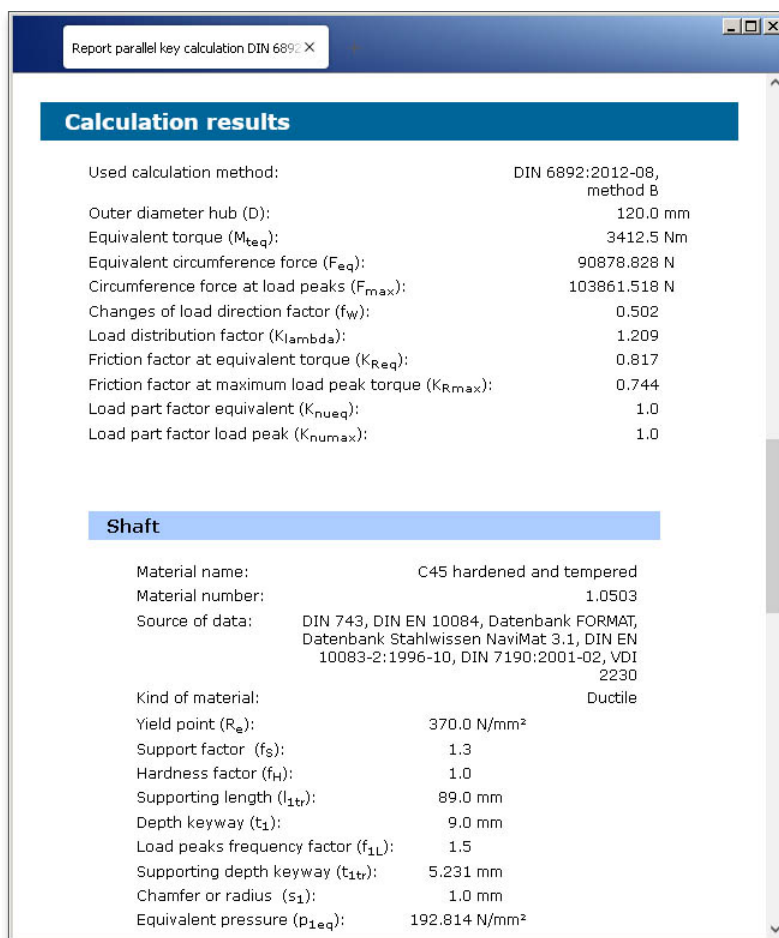 Report parallel key calculation DIN 6892
Calculation results
Used calculation method: DIN 6892:2012-08,
method B
Outer diameter hub (D): 120.0 mm
Equivalent torque (Mteq): 3412.5 Nm
Equivalent circumference force (Feq): 90878.828 N
Circumference force at load peaks (Fmax): 103861.518 N
Changes of load direction factor (fW): 0.502
Load distribution factor (Klambda): 1.209
Friction factor at equivalent torque (KReq): 0.817
Friction factor at maximum load peak torque (KRmax): 0.744
Load part factor equivalent (Knueq): 1.0
Load part factor load peak (Knumax): 1.0
Shaft
Material name: C45 hardened and tempered
Material number: 1.0503
Source of data: DIN 743, DIN EN 10084, Datenbank FORMAT,
Datenbank Stahlwissen NaviMat 3.1, DIN EN
10083-2:1996-10, DIN 7190:2001-02, VDI
2230
Kind of material: Ductile
Yield point (Re): 370.0 N/mm²
Support factor (fS): 1.3
Hardness factor (fH): 1.0
Supporting length (l1tr): 89.0 mm
Depth keyway (t1): 9.0 mm
Load peaks frequency factor (f1L): 1.5
Supporting depth keyway (t1tr): 5.231 mm
Chamfer or radius (s1): 1.0 mm
Equivalent pressure (p1eq): 192.814 N/mm²